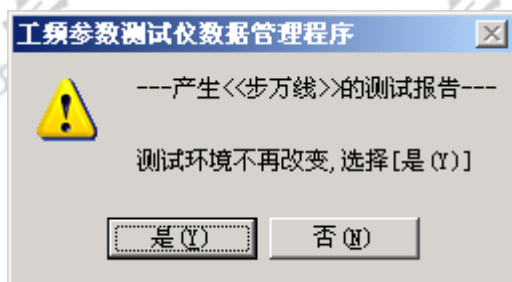 工频参数测试仪数据管理程序
---产生<<步万线>>的测试报告---
测试环境不再改变,选择[是(Y)]
是(Y)
否(N)